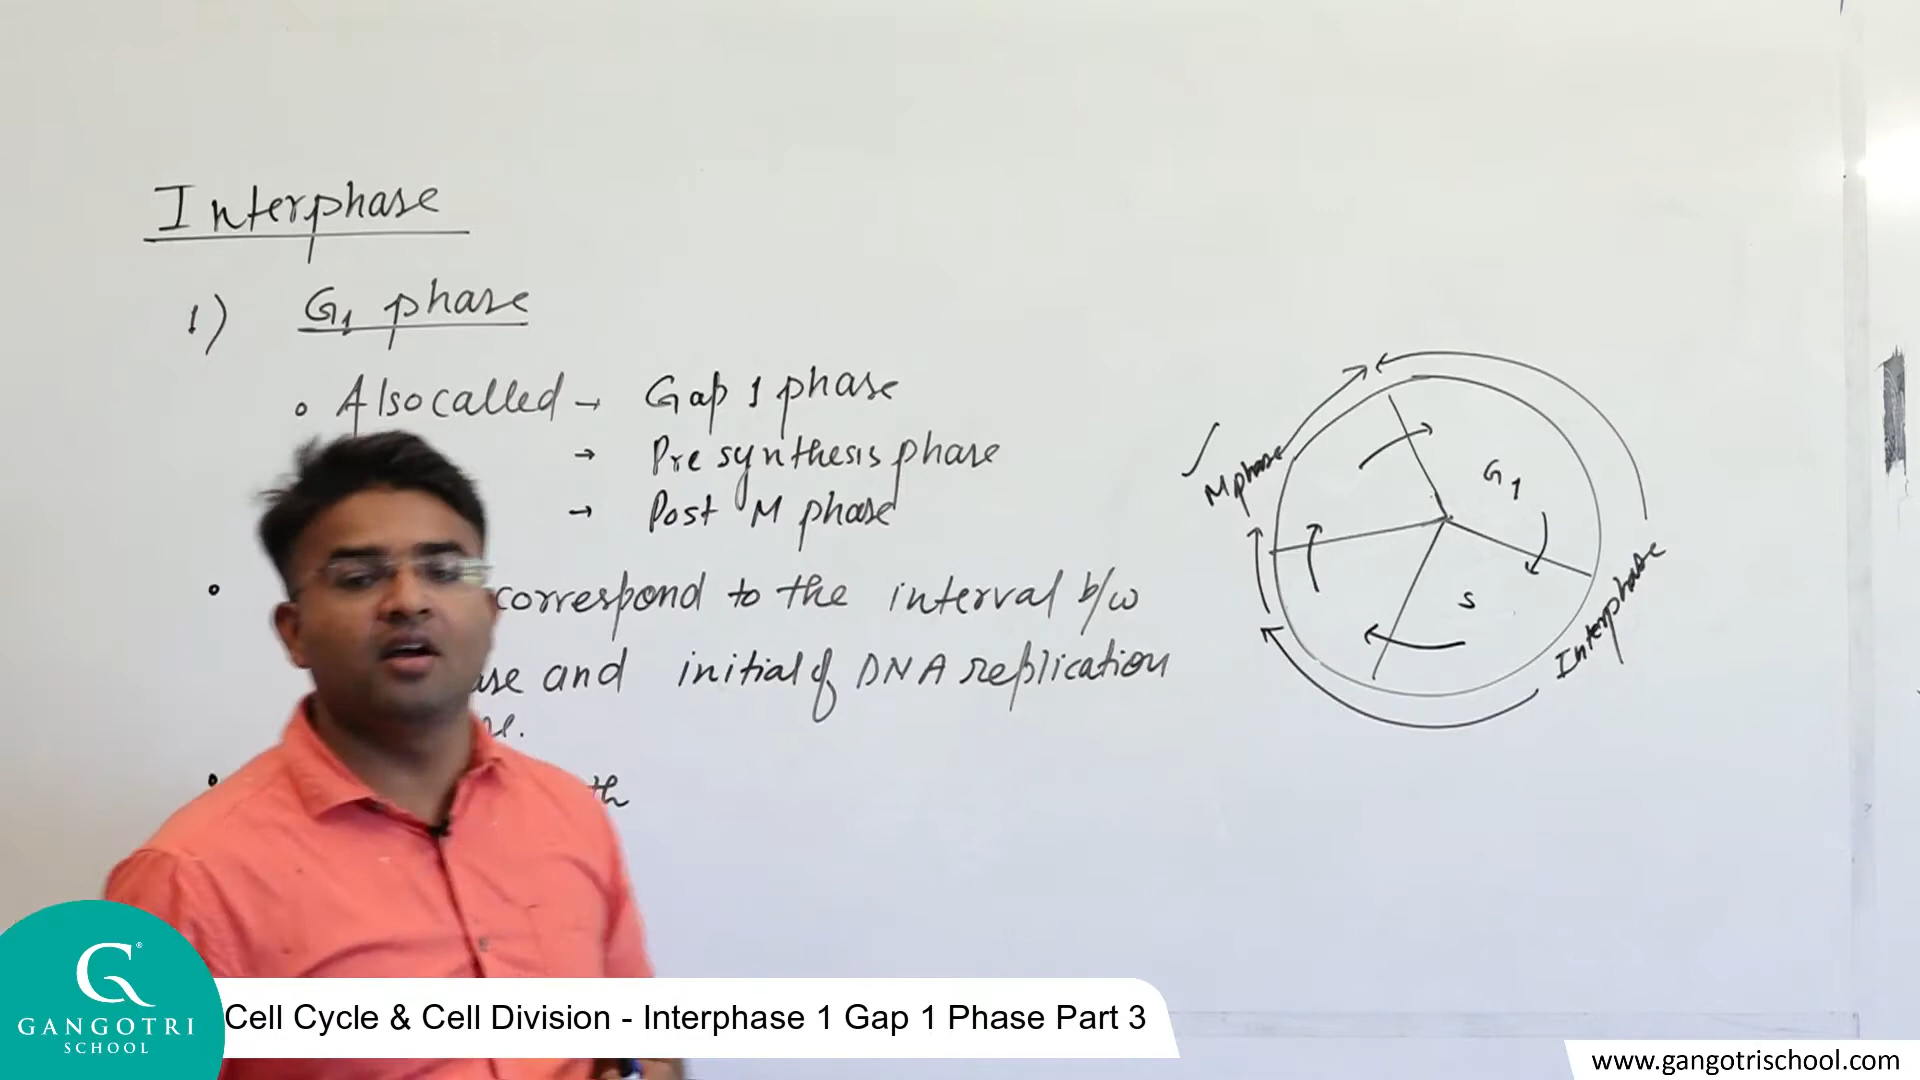 Interphase
1) G1 phase
Also called → Gap 1 phase
→ Pre synthesis phase
→ Post M phase
correspond to the interval b/w
and initial of DNA replication
M phase
G1
S
Interphase
GANGOTRI
SCHOOL
Cell Cycle & Cell Division - Interphase 1 Gap 1 Phase Part 3
www.gangotrischool.com